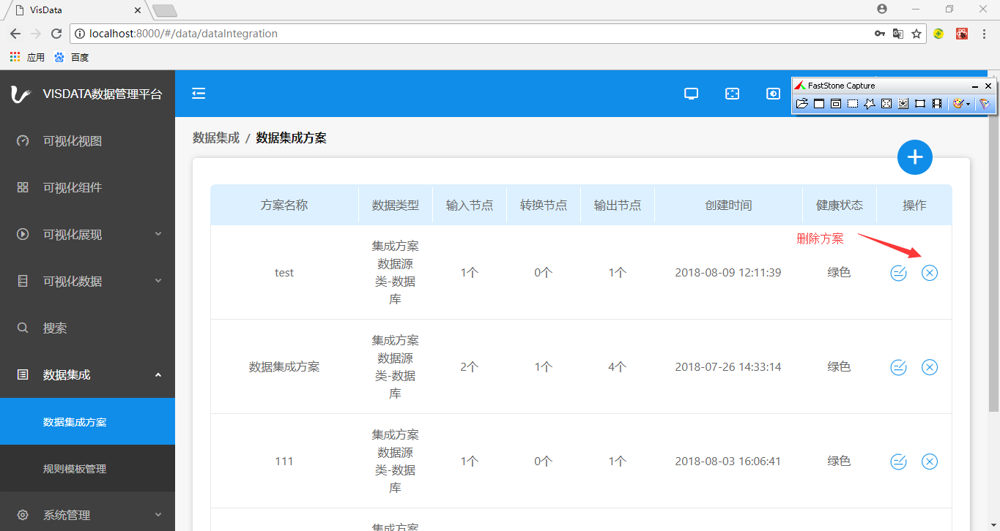 VisData
localhost:8000/#/data/dataIntegration
应用 百度
VISDATA数据管理平台
FastStone Capture
可视化视图
可视化组件
可视化展现
可视化数据
搜索
数据集成
数据集成方案
规则模板管理
系统管理
数据集成 / 数据集成方案
方案名称 数据类型 输入节点 转换节点 输出节点 创建时间 健康状态 操作
删除方案
test 集成方案 1个 0个 1个 2018-08-09 12:11:39 绿色
数据源
类-数据
库
数据集成方案 集成方案 2个 1个 4个 2018-07-26 14:33:14 绿色
数据源
类-数据
库
111 集成方案 1个 0个 1个 2018-08-03 16:06:41 绿色
数据源
类-数据
库
集成方案